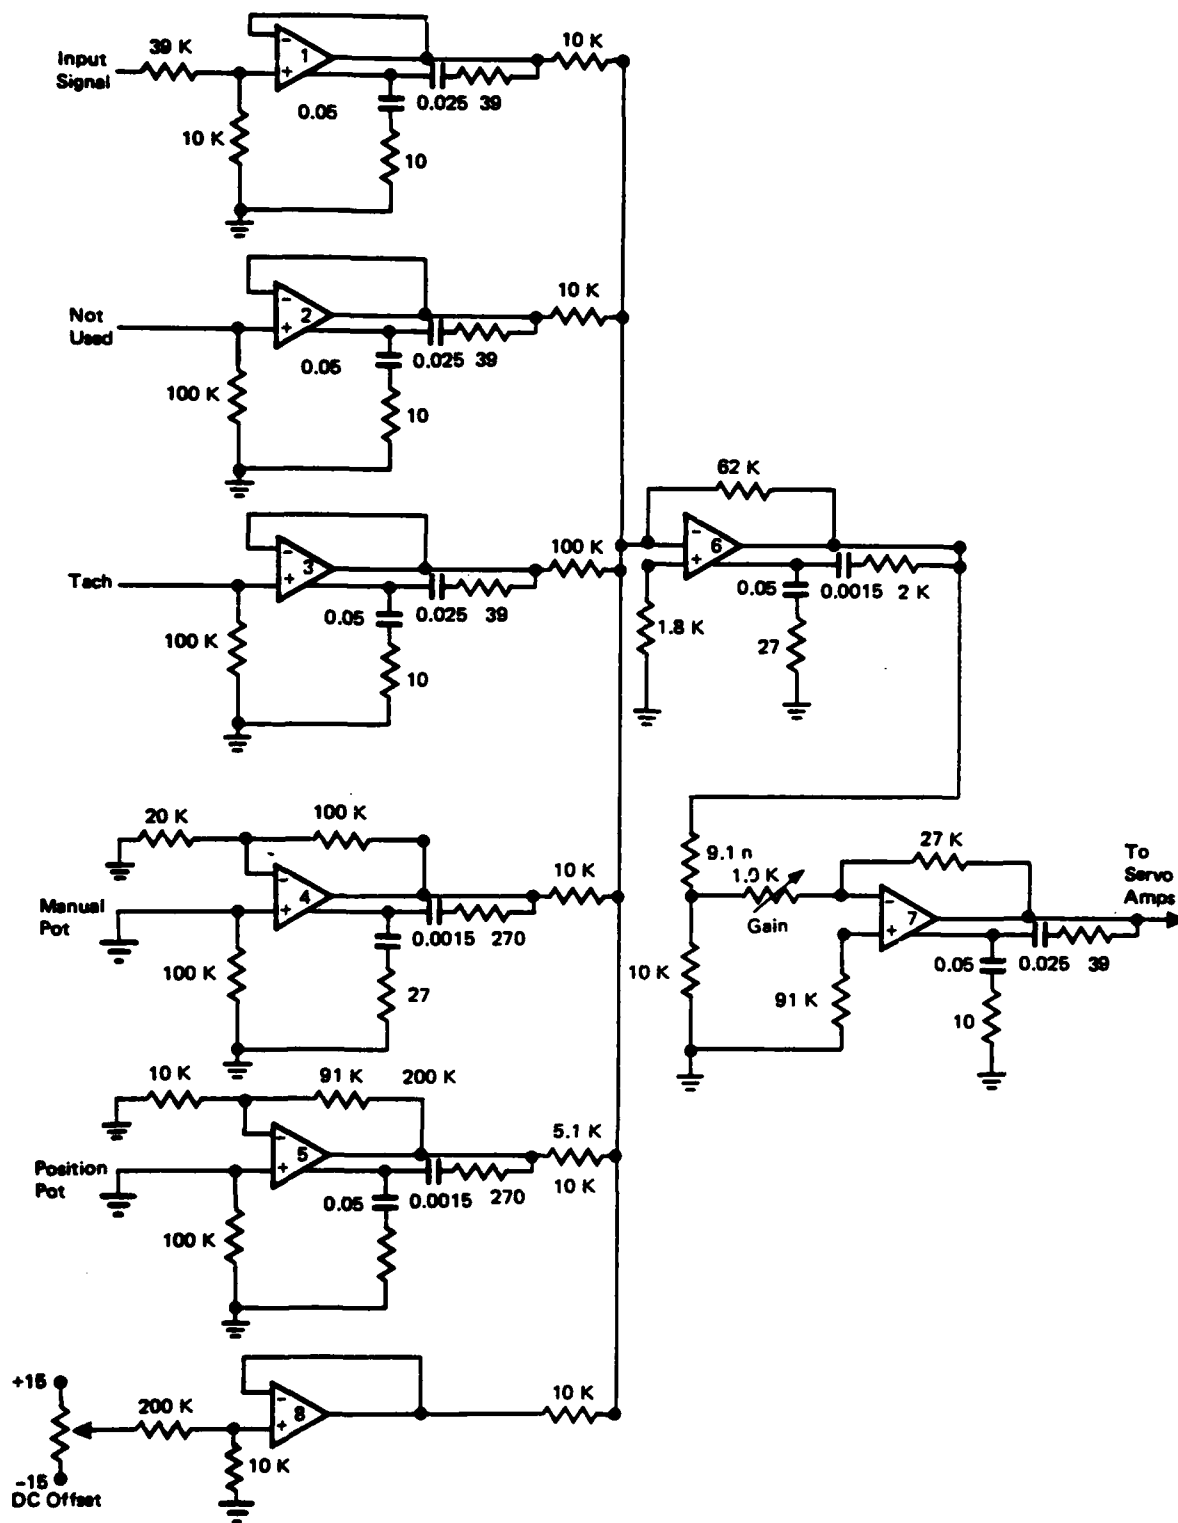 39 K
Input
Signal
-
+
1
10 K
0.05
0.025
39
10 K
10
Not
Used
-
+
2
10 K
0.05
0.025
39
100 K
10
Tach
-
+
3
100 K
0.05
0.025
39
100 K
10
62 K
-
+
6
0.05
0.0015
2 K
1.8 K
27
20 K
100 K
Manual
Pot
-
+
4
10 K
0.0015
270
100 K
27
9.1 n
1.0 K
Gain
10 K
27 K
-
+
7
To
Servo
Amps
0.05
0.025
39
91 K
10
10 K
91 K
200 K
Position
Pot
-
+
5
5.1 K
10 K
0.05
0.0015
270
100 K
+15
-15
DC Offset
200 K
-
+
8
10 K
10 K